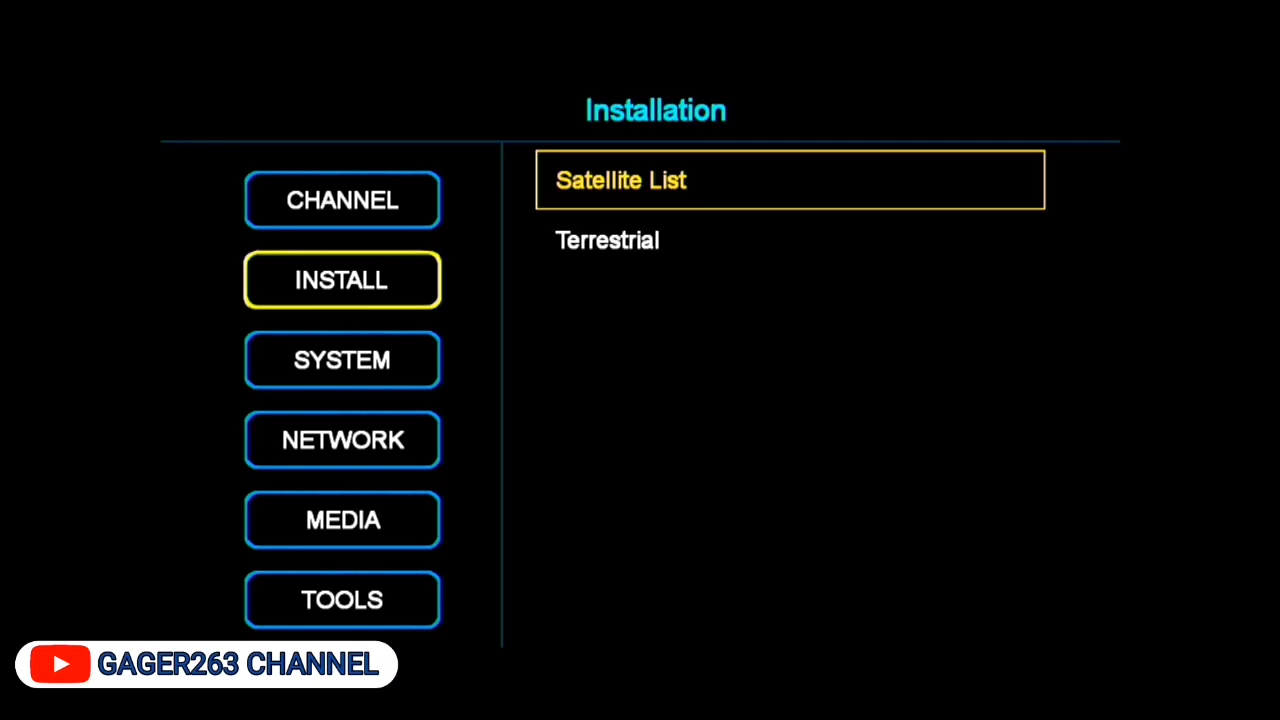 Installation
CHANNEL
INSTALL
SYSTEM
NETWORK
MEDIA
TOOLS
Satellite List
Terrestrial
GAGER263 CHANNEL